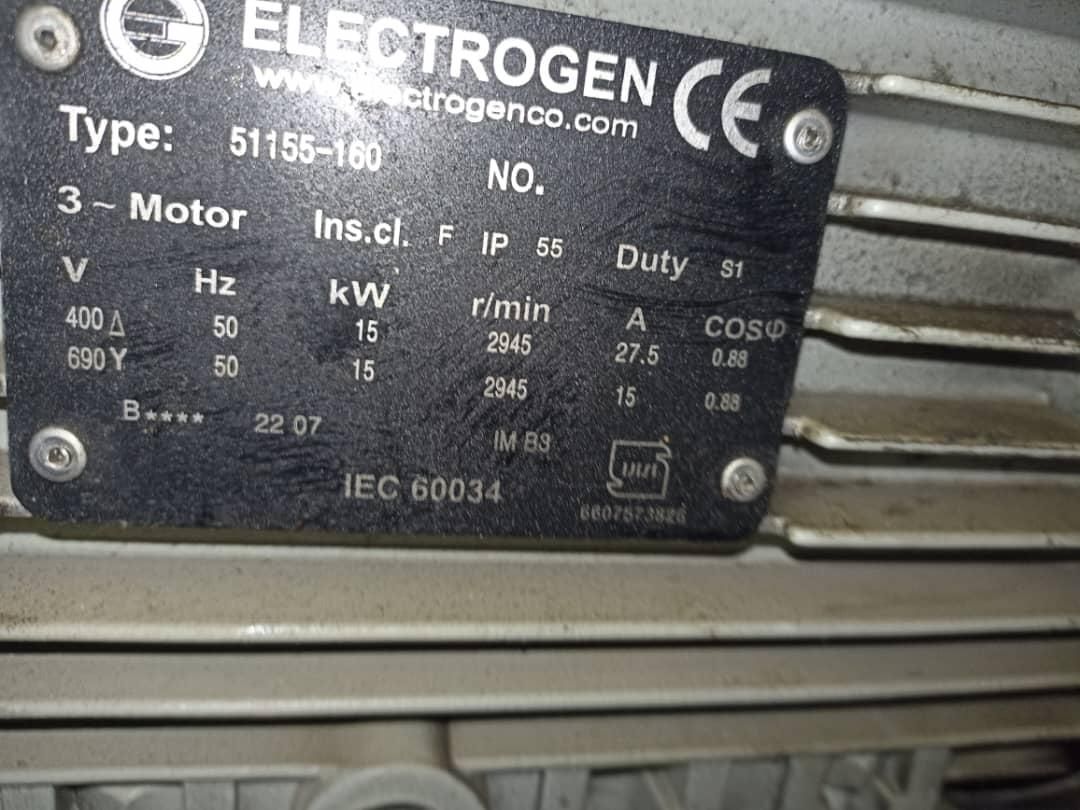 ELECTROGEN CE
www.electrogenco.com
Type: 51155-160 NO.
3 ~ Motor Ins.cl. F IP 55 Duty S1
V Hz kW r/min A COSΦ
400 Δ 50 15 2945 27.5 0.88
690 Y 50 15 2945 15 0.88
B**** 22 07 IM B3
IEC 60034
6607573826